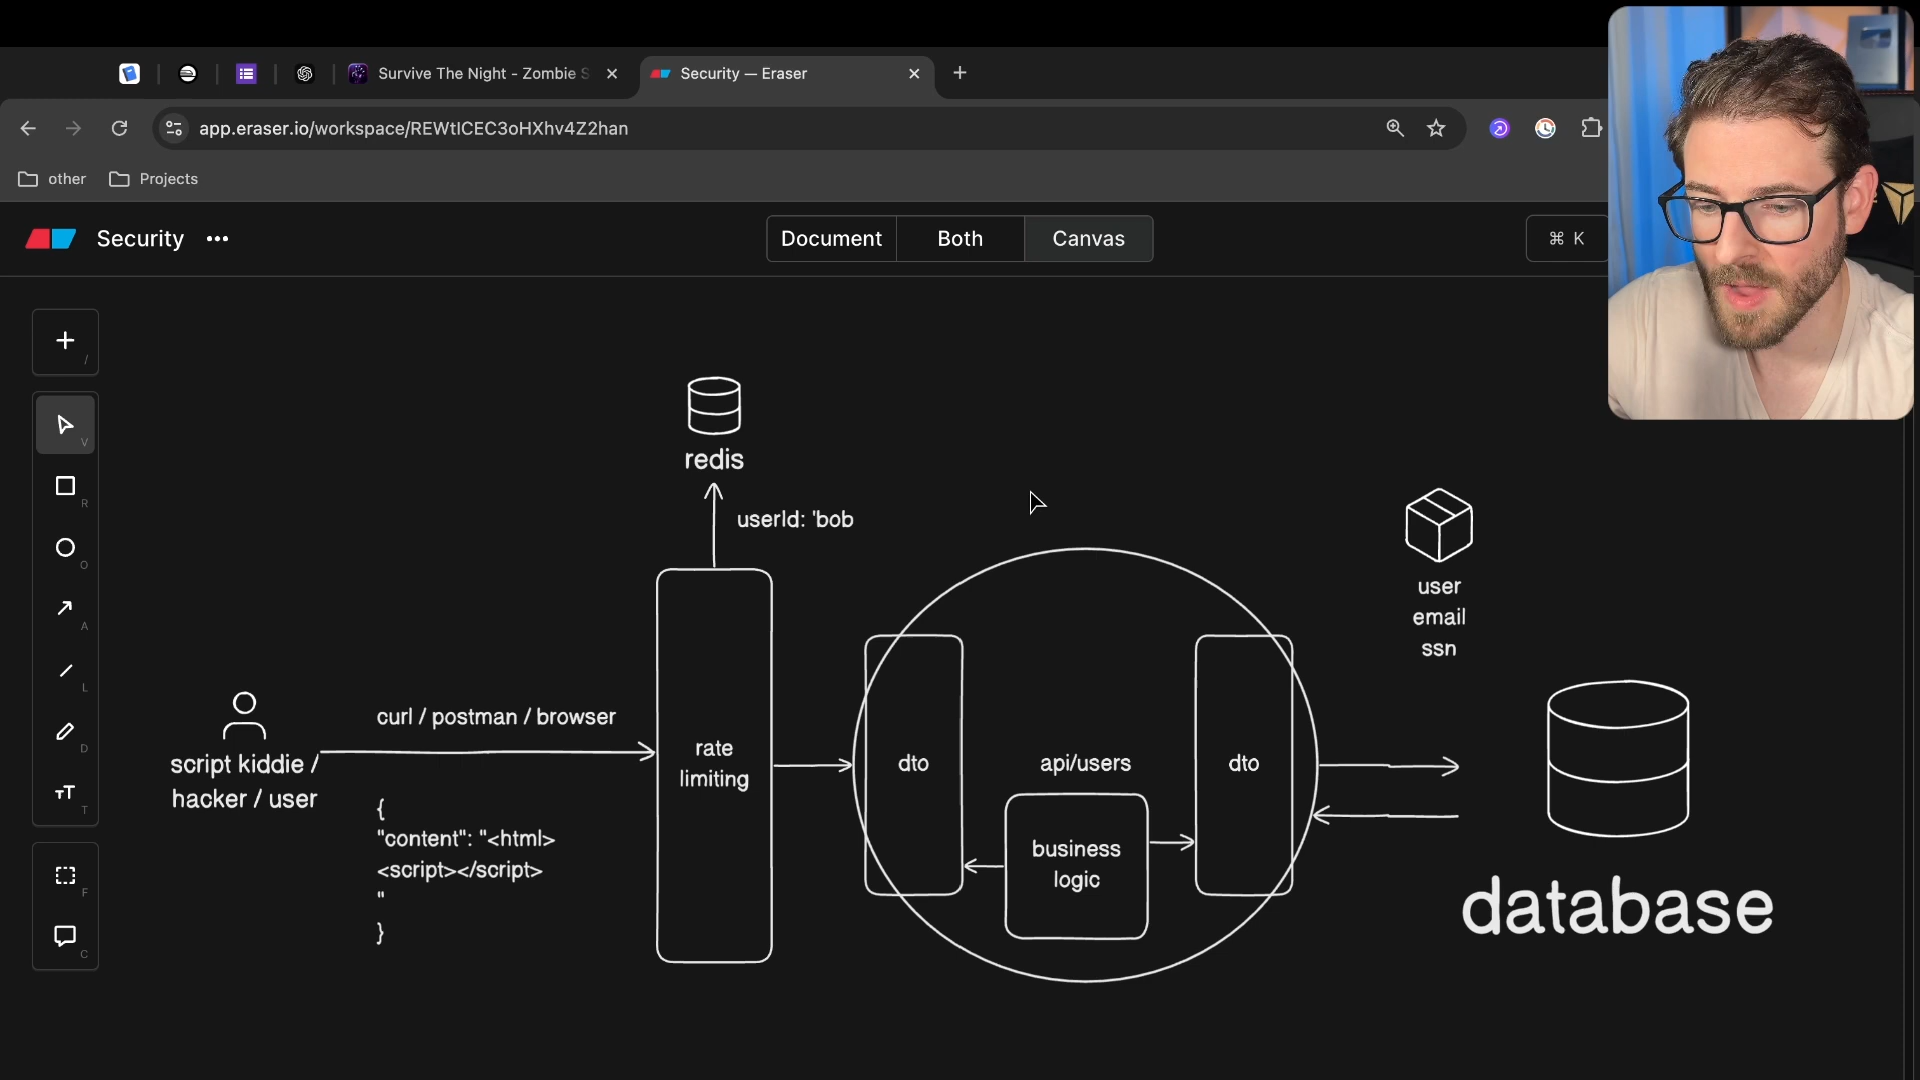 Survive The Night - Zombie S
Security — Eraser
app.eraser.io/workspace/REWtlCEC3oHXhv4Z2han
other
Projects
Security
Document
Both
Canvas
⌘ K
/
V
R
O
A
L
D
T
F
C
redis
userId: 'bob
user
email
ssn
curl / postman / browser
rate
limiting
dto
api/users
dto
script kiddie /
hacker / user
{
"content": "<html>
<script></script>
"
}
business
logic
database